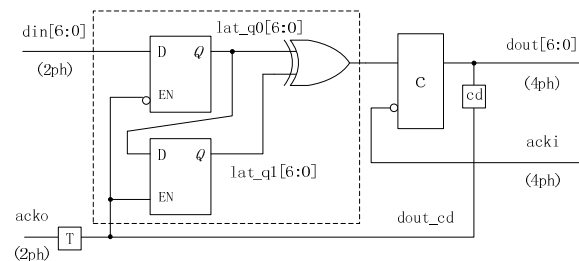 din[6:0] lat_q0[6:0] dout[6:0]
(2ph) D Q (4ph)
EN C cd
D Q acki
EN lat_q1[6:0] (4ph)
acko dout_cd
(2ph) T